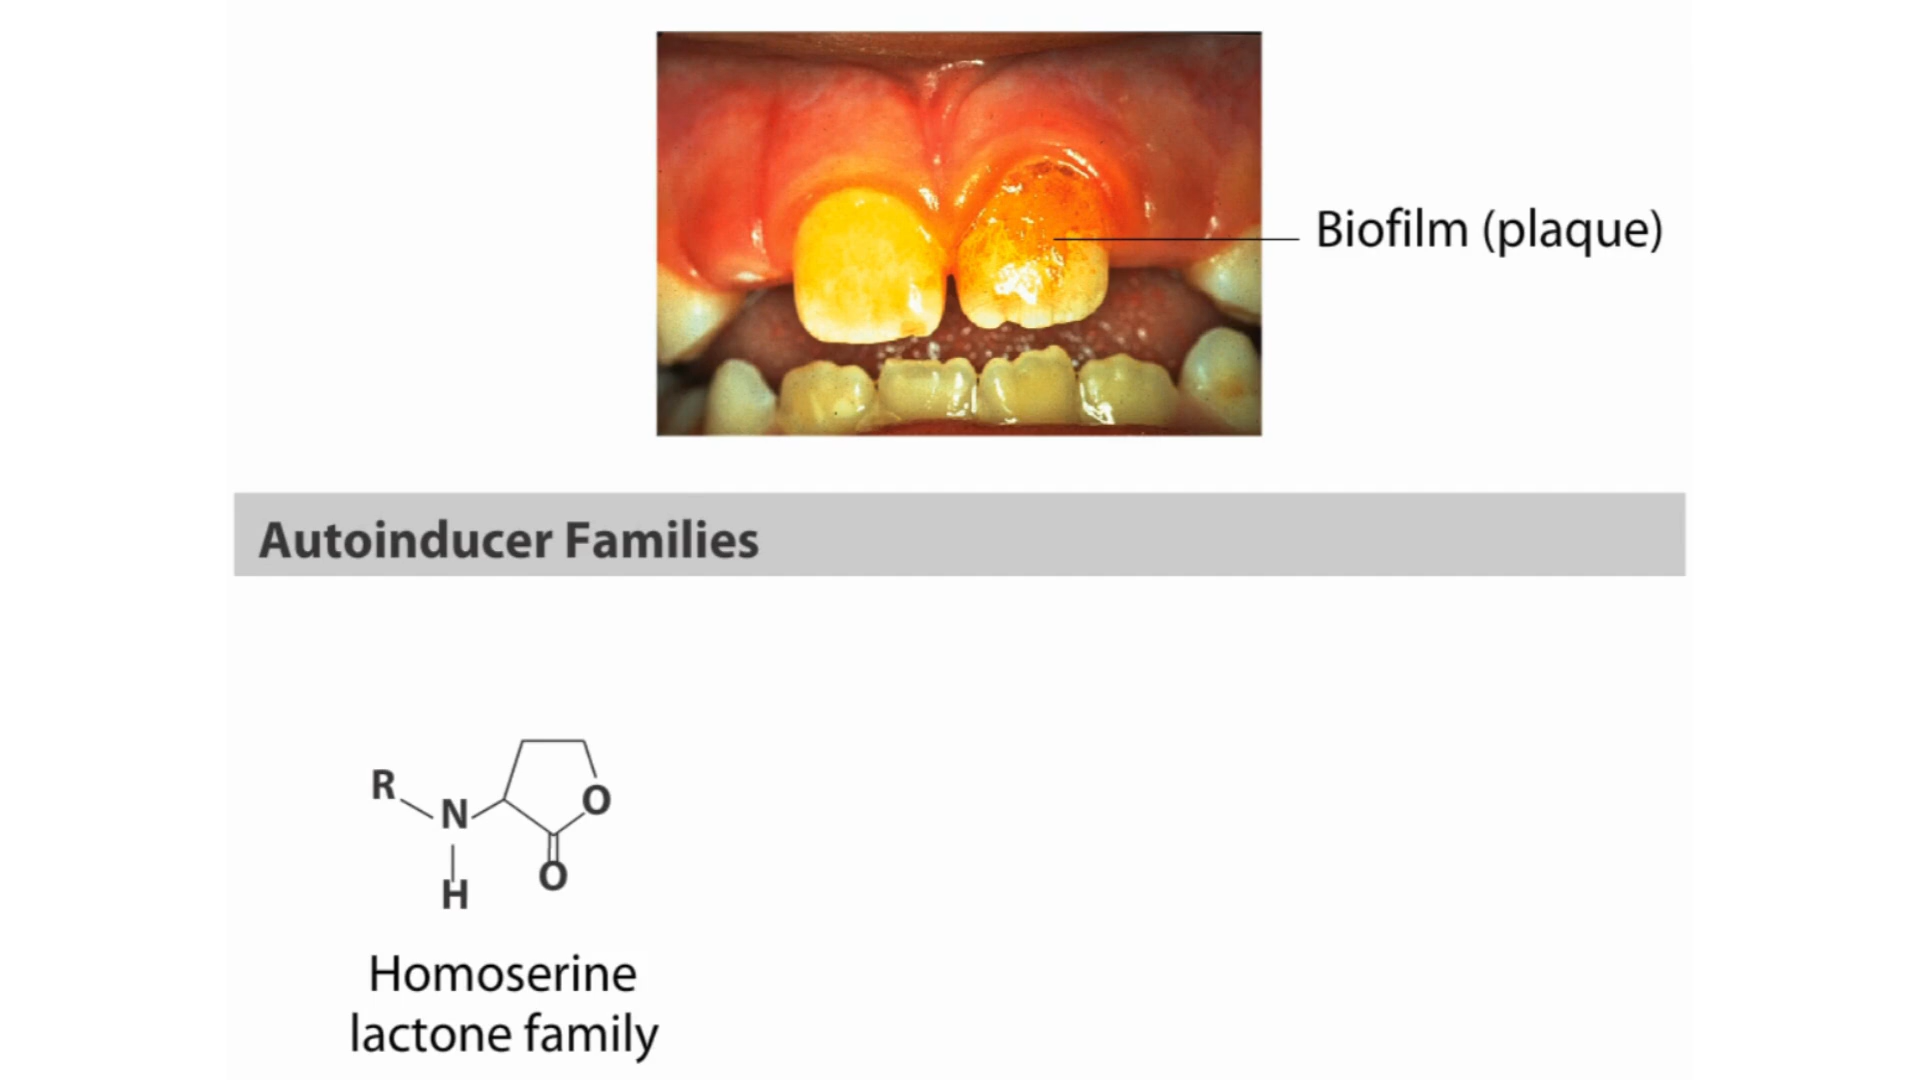 Biofilm (plaque)
Autoinducer Families
R
N
O
H
O
Homoserine
lactone family